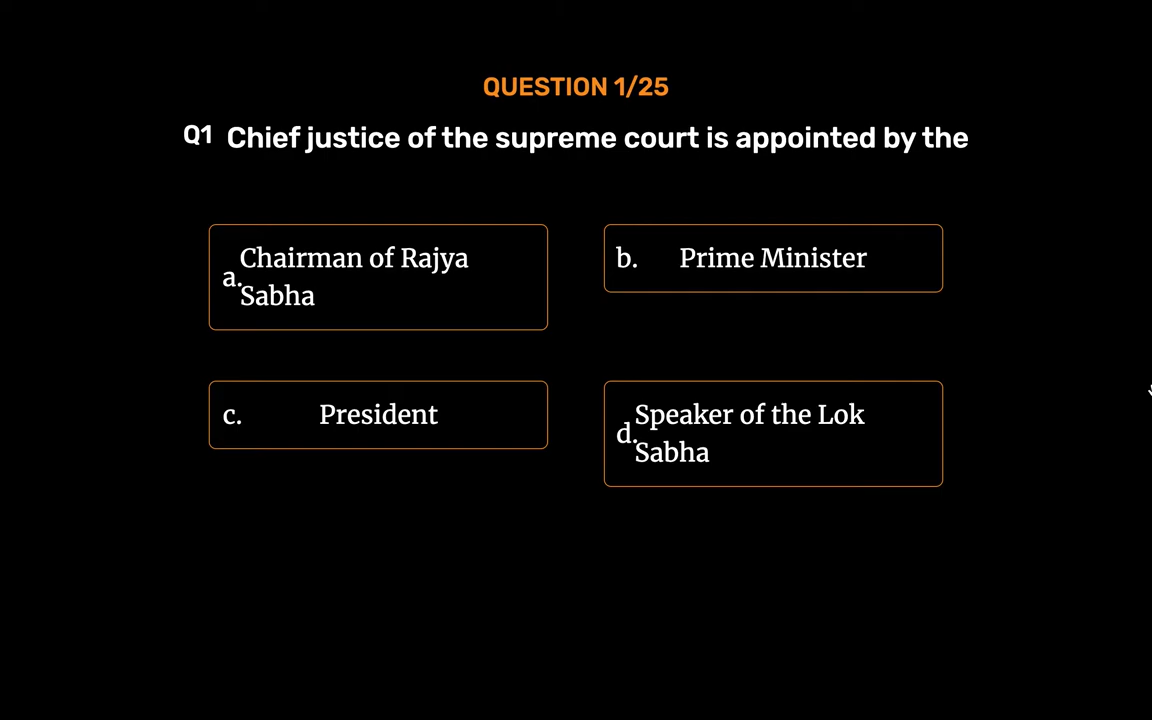 QUESTION 1/25
Q1 Chief justice of the supreme court is appointed by the
a. Chairman of Rajya
Sabha
b. Prime Minister
c. President
d. Speaker of the Lok
Sabha